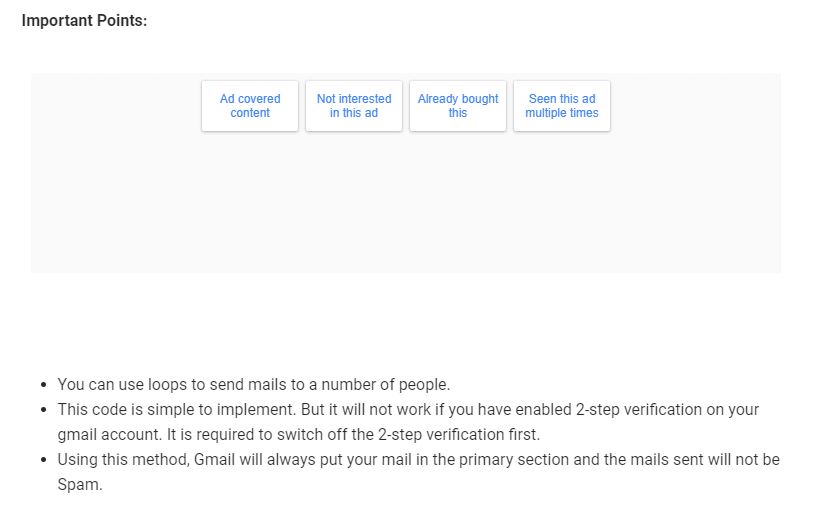 Important Points:
Ad covered
content
Not interested
in this ad
Already bought
this
Seen this ad
multiple times
• You can use loops to send mails to a number of people.
• This code is simple to implement. But it will not work if you have enabled 2-step verification on your
gmail account. It is required to switch off the 2-step verification first.
• Using this method, Gmail will always put your mail in the primary section and the mails sent will not be
Spam.